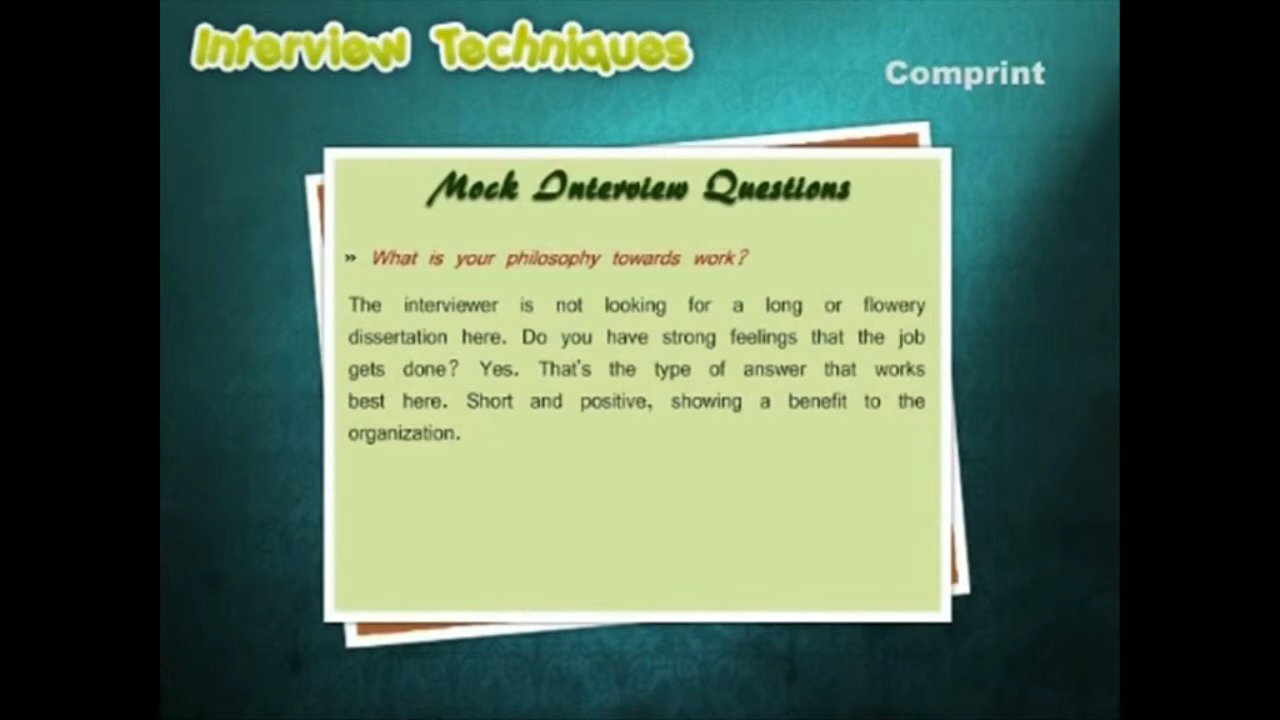 Interview Techniques
Comprint
Mock Interview Questions
» What is your philosophy towards work?
The interviewer is not looking for a long or flowery
dissertation here. Do you have strong feelings that the job
gets done? Yes. That's the type of answer that works
best here. Short and positive, showing a benefit to the
organization.